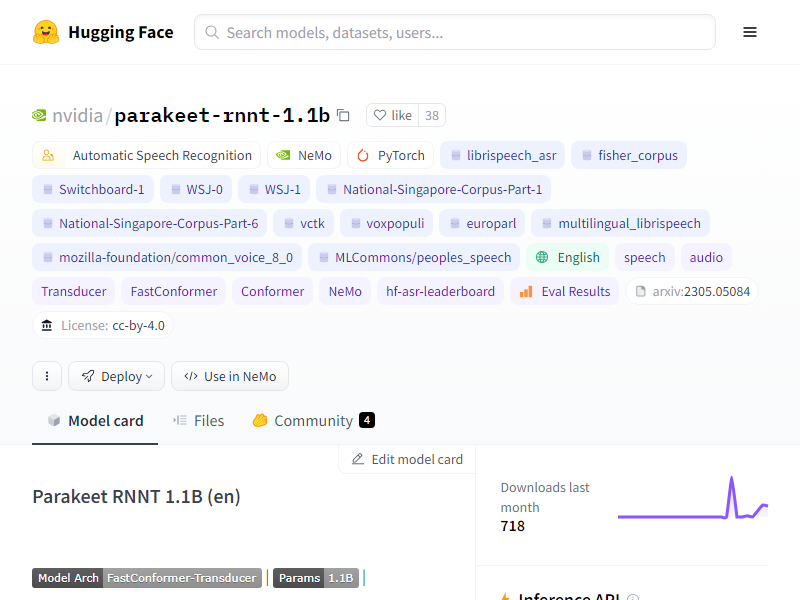 Hugging Face
Search models, datasets, users...
nvidia/parakeet-rnnt-1.1b like 38
Automatic Speech Recognition NeMo PyTorch librispeech_asr fisher_corpus
Switchboard-1 WSJ-0 WSJ-1 National-Singapore-Corpus-Part-1
National-Singapore-Corpus-Part-6 vctk voxpopuli europarl multilingual_librispeech
mozilla-foundation/common_voice_8_0 MLCommons/peoples_speech English speech audio
Transducer FastConformer Conformer NeMo hf-asr-leaderboard Eval Results arxiv:2305.05084
License: cc-by-4.0
Deploy </> Use in NeMo
Model card Files Community 4
Edit model card
Parakeet RNNT 1.1B (en)
Model Arch FastConformer-Transducer | Params 1.1B |
Downloads last
month
718
Inference API